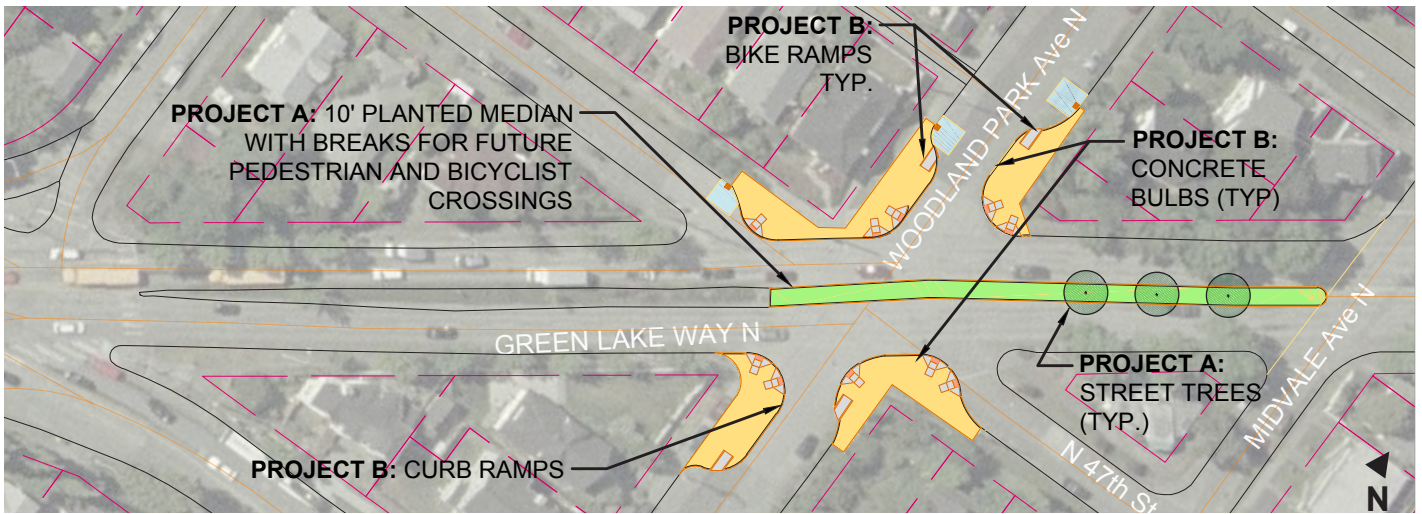 PROJECT B:
BIKE RAMPS
TYP.
WOODLAND PARK Ave N
PROJECT A: 10' PLANTED MEDIAN
WITH BREAKS FOR FUTURE
PEDESTRIAN AND BICYCLIST
CROSSINGS
PROJECT B:
CONCRETE
BULBS (TYP)
GREEN LAKE WAY N
PROJECT A:
STREET TREES
(TYP.)
MIDVALE Ave N
PROJECT B: CURB RAMPS
N 47th St
N